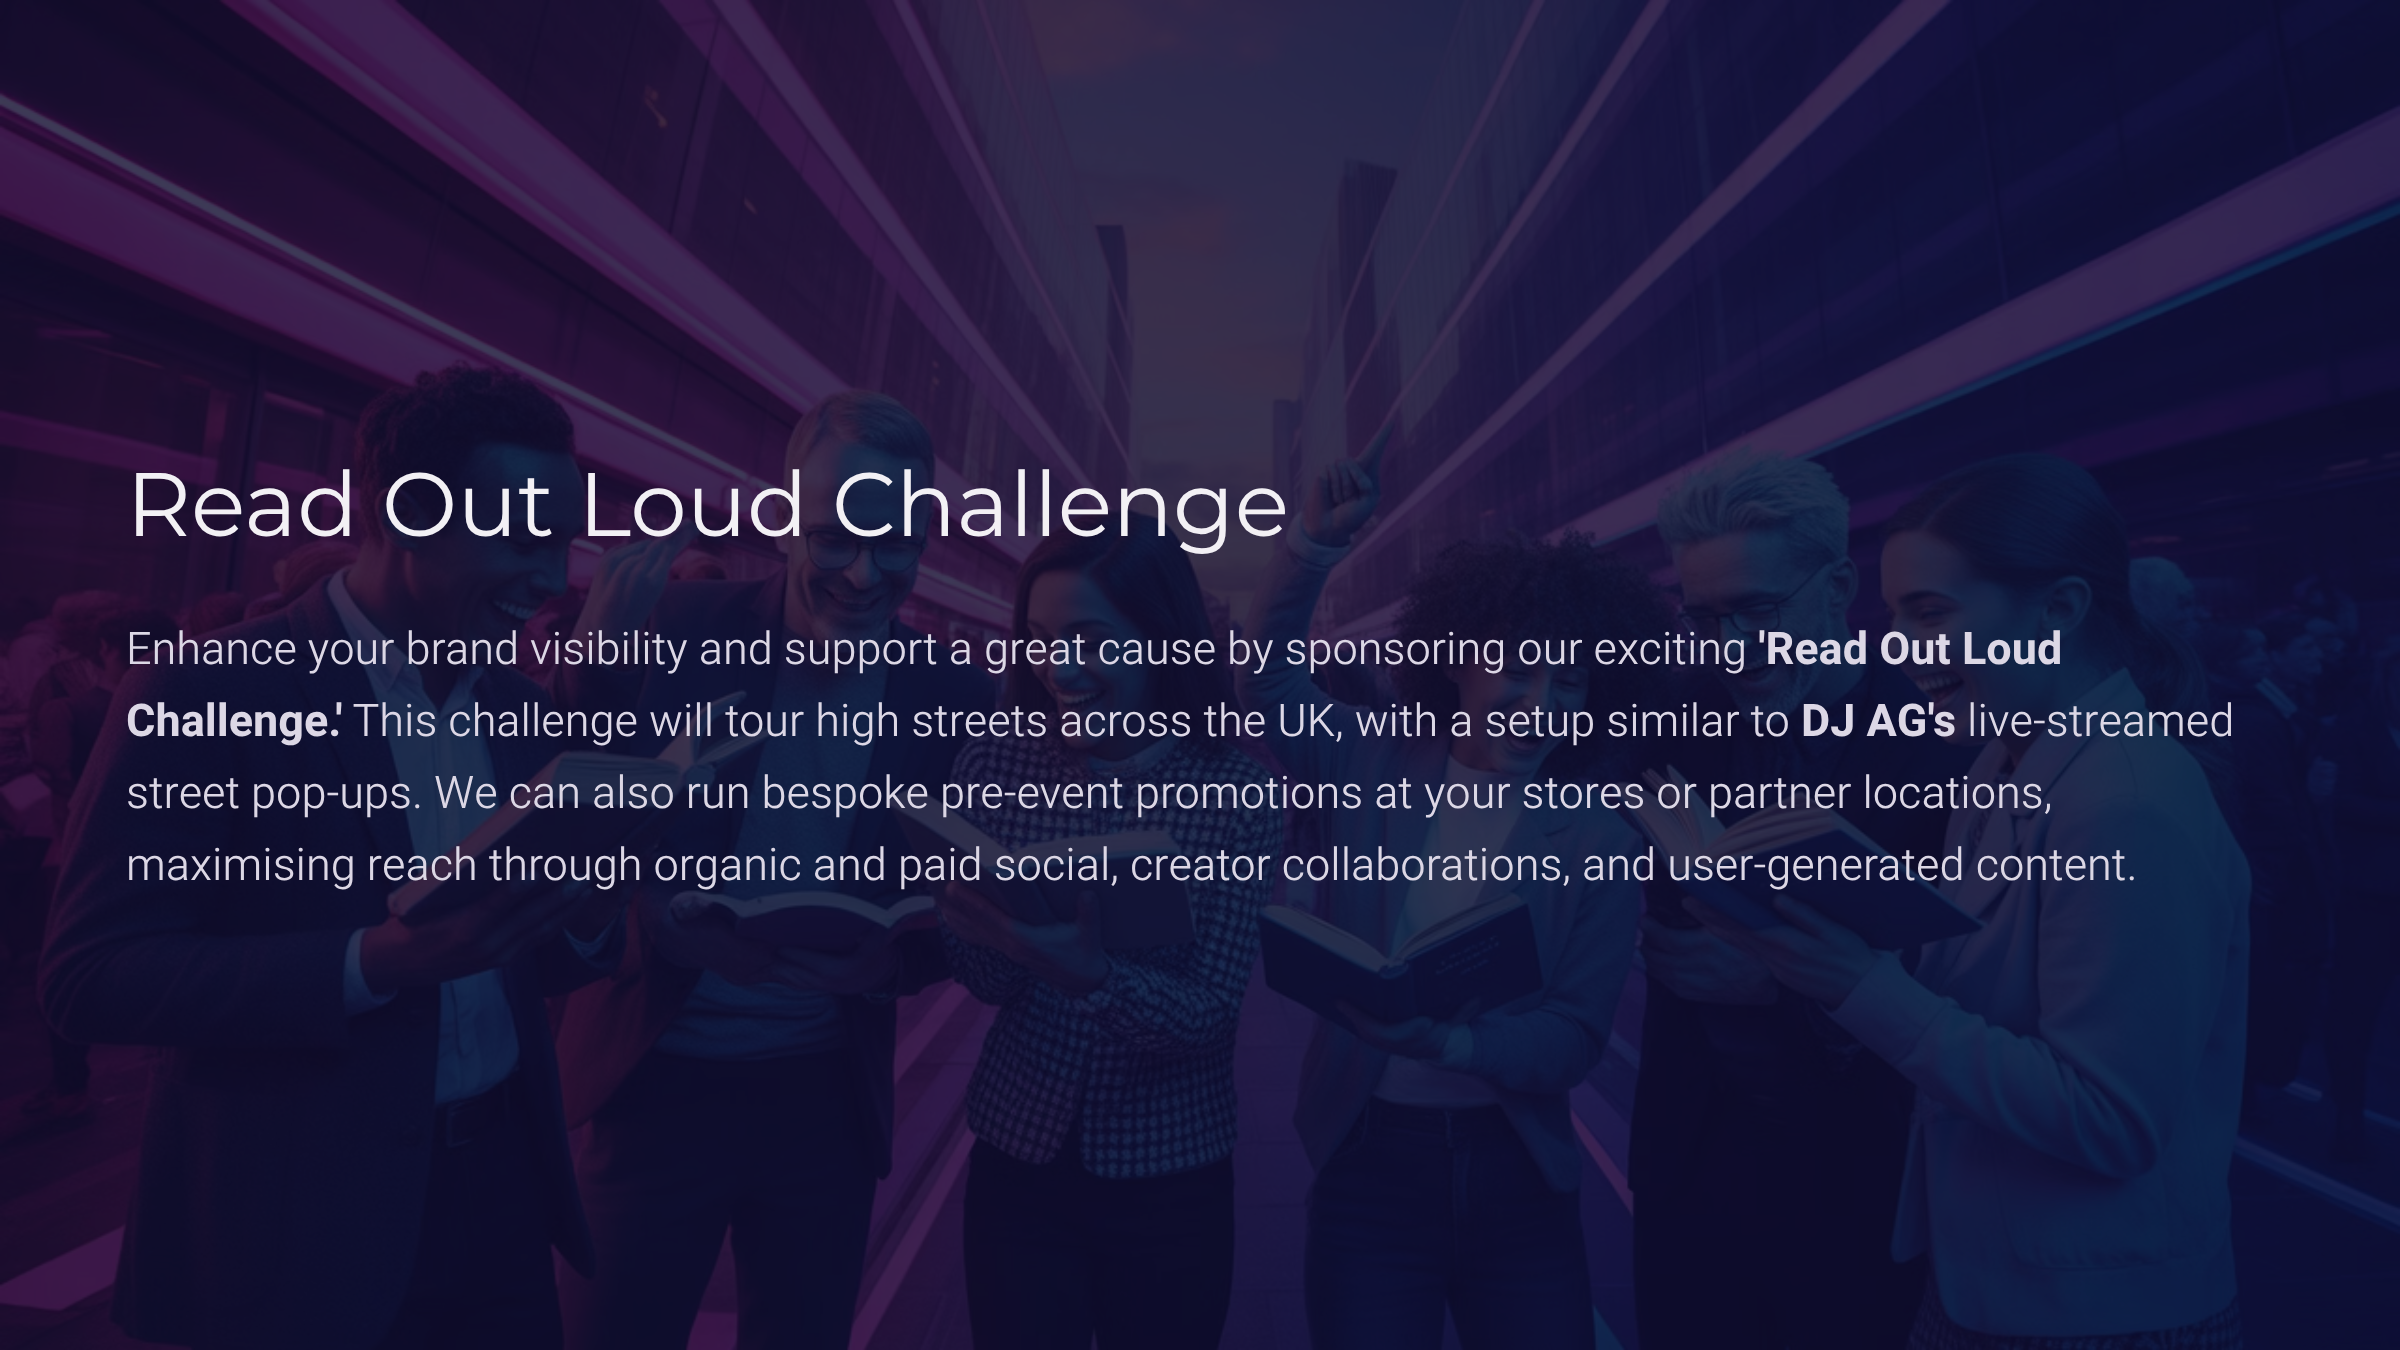 Read Out Loud Challenge
Enhance your brand visibility and support a great cause by sponsoring our exciting 'Read Out Loud
Challenge.' This challenge will tour high streets across the UK, with a setup similar to DJ AG's live-streamed
street pop-ups. We can also run bespoke pre-event promotions at your stores or partner locations,
maximising reach through organic and paid social, creator collaborations, and user-generated content.